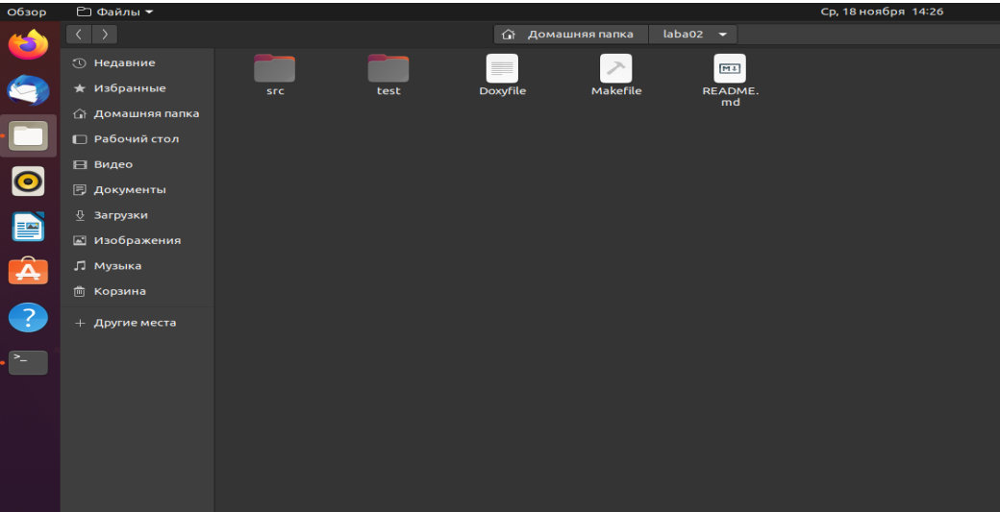 Обзор Файлы Ср, 18 ноября 14:26
Домашняя папка laba02
Недавние
Избранные
Домашняя папка
Рабочий стол
Видео
Документы
Загрузки
Изображения
Музыка
Корзина
Другие места
src test Doxyfile Makefile README.
md